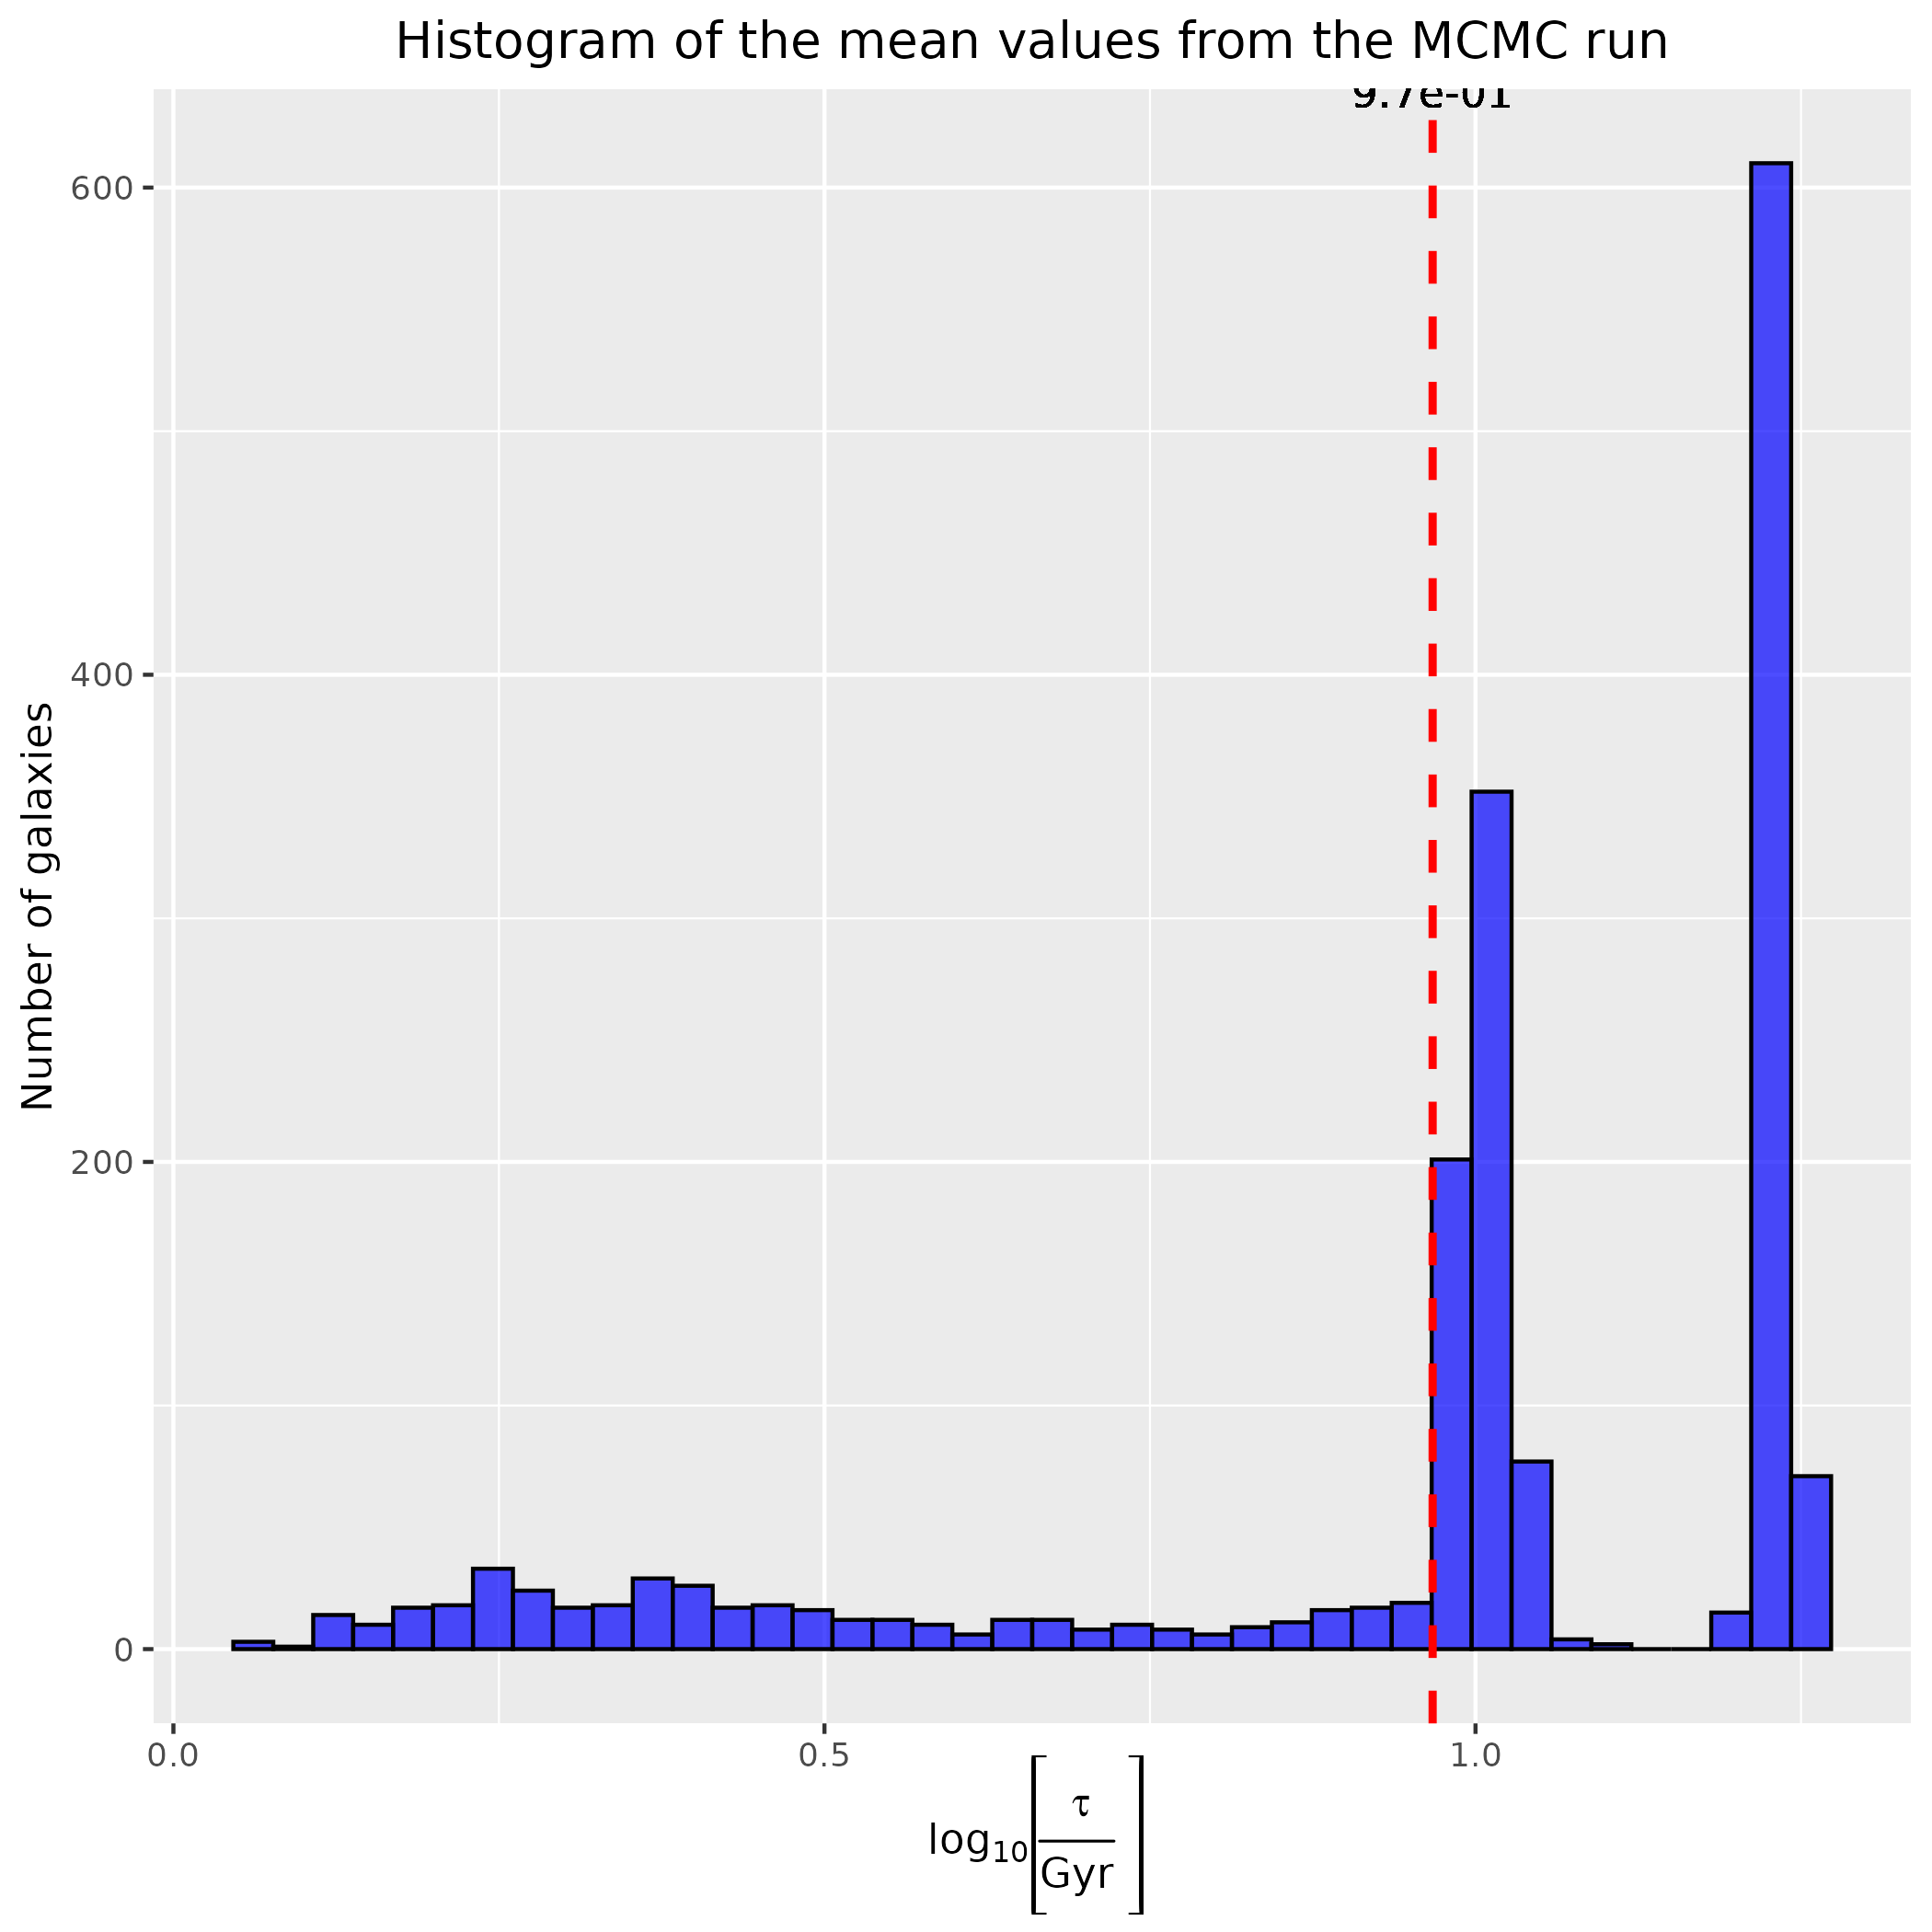 Histogram of the mean values from the MCMC run
9.7e-01
600
400
200
0
Number of galaxies
0.0 0.5 1.0
log₁₀[τ/Gyr]